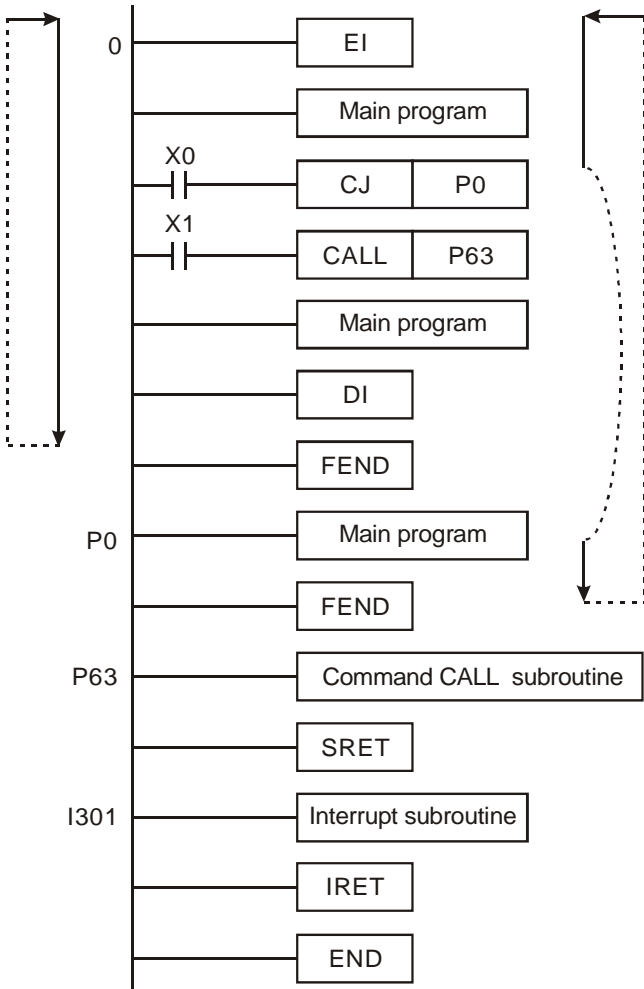 0 EI
Main program
X0
CJ P0
X1
CALL P63
Main program
DI
FEND
P0 Main program
FEND
P63 Command CALL subroutine
SRET
I301 Interrupt subroutine
IRET
END